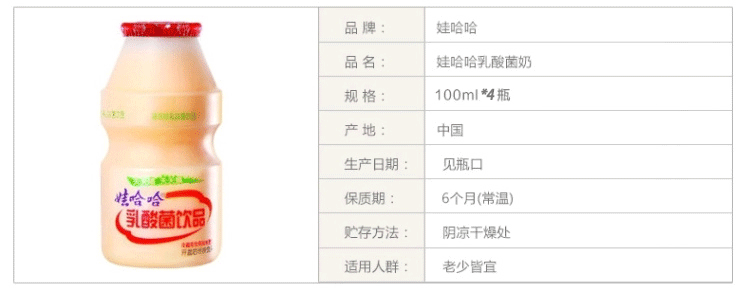 娃哈哈
乳酸菌饮品
品 牌： 娃哈哈
品 名： 娃哈哈乳酸菌奶
规 格： 100ml*4瓶
产 地： 中国
生产日期： 见瓶口
保质期： 6个月(常温)
贮存方法： 阴凉干燥处
适用人群： 老少皆宜